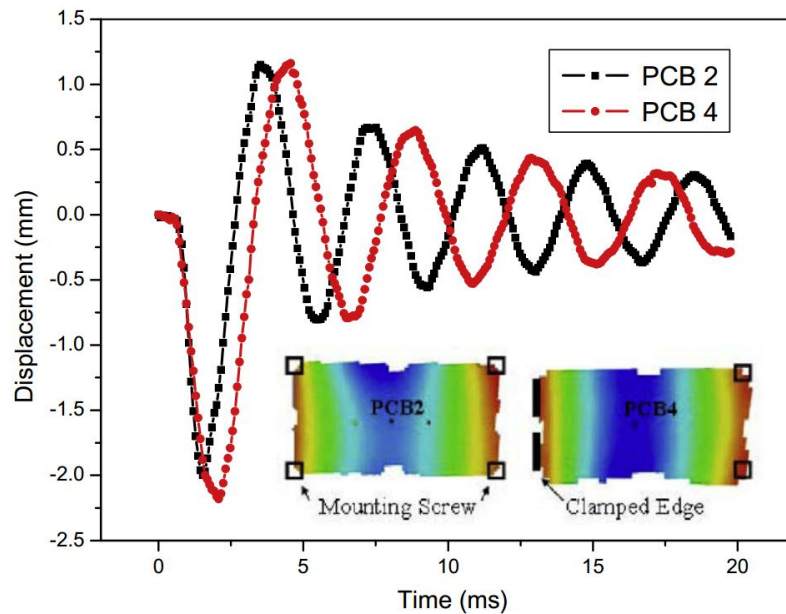 1.5
1.0
0.5
0.0
-0.5
-1.0
-1.5
-2.0
-2.5
Displacement (mm)
PCB 2
PCB 4
PCB2
PCB4
Mounting Screw
Clamped Edge
0
5
10
15
20
Time (ms)